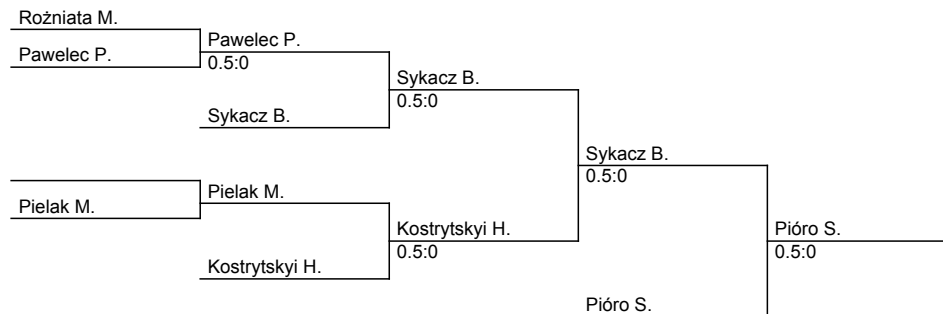 Rożniata M.
Pawelec P.
Pawelec P.
0.5:0
Sykacz B.
Sykacz B.
0.5:0
Pielak M.
Pielak M.
Kostrytskyi H.
Kostrytskyi H.
0.5:0
Sykacz B.
0.5:0
Pióro S.
Pióro S.
0.5:0